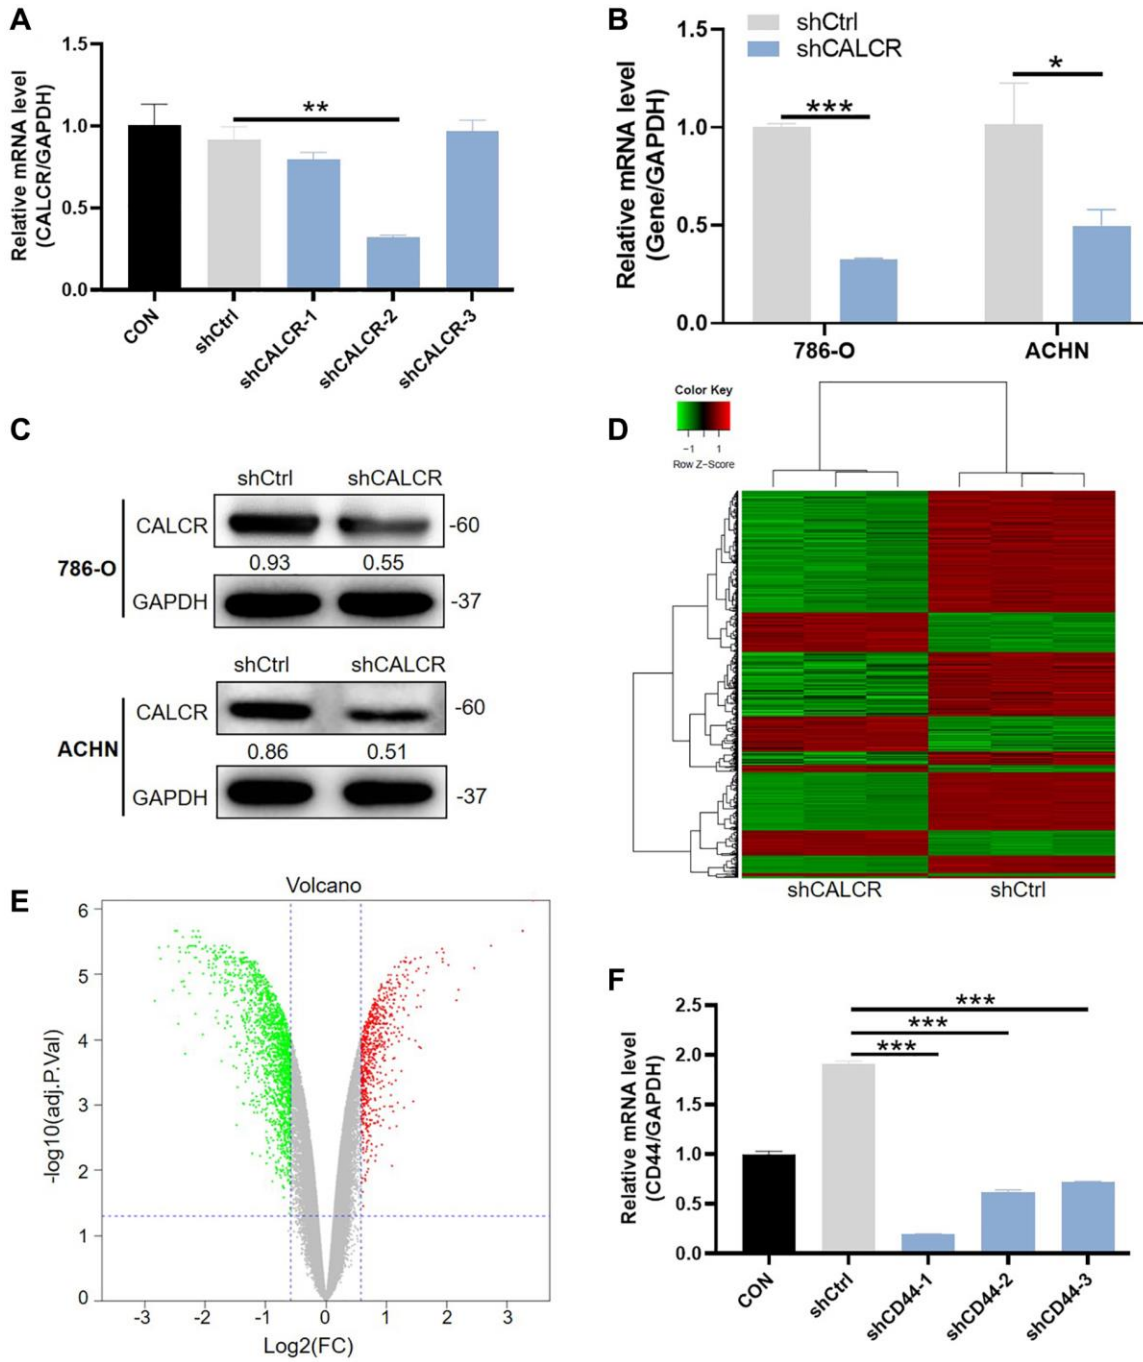 A
1.5
1.0
0.5
0.0
Relative mRNA level
(CALCR/GAPDH)
**
CON
shCtrl
shCALCR-1
shCALCR-2
shCALCR-3
B
shCtrl
shCALCR
1.5
1.0
0.5
0.0
Relative mRNA level
(Gene/GAPDH)
***
*
786-O
ACHN
C
shCtrl shCALCR
786-O
CALCR
-60
0.93 0.55
GAPDH
-37
shCtrl shCALCR
ACHN
CALCR
-60
0.86 0.51
GAPDH
-37
D
Color Key
−1 1
Row Z−Score
shCALCR shCtrl
E
Volcano
6
5
4
3
2
1
0
-log10(adj.P.Val)
-3 -2 -1 0 1 2 3
Log2(FC)
F
2.5
2.0
1.5
1.0
0.5
0.0
Relative mRNA level
(CD44/GAPDH)
***
***
***
CON
shCtrl
shCD44-1
shCD44-2
shCD44-3